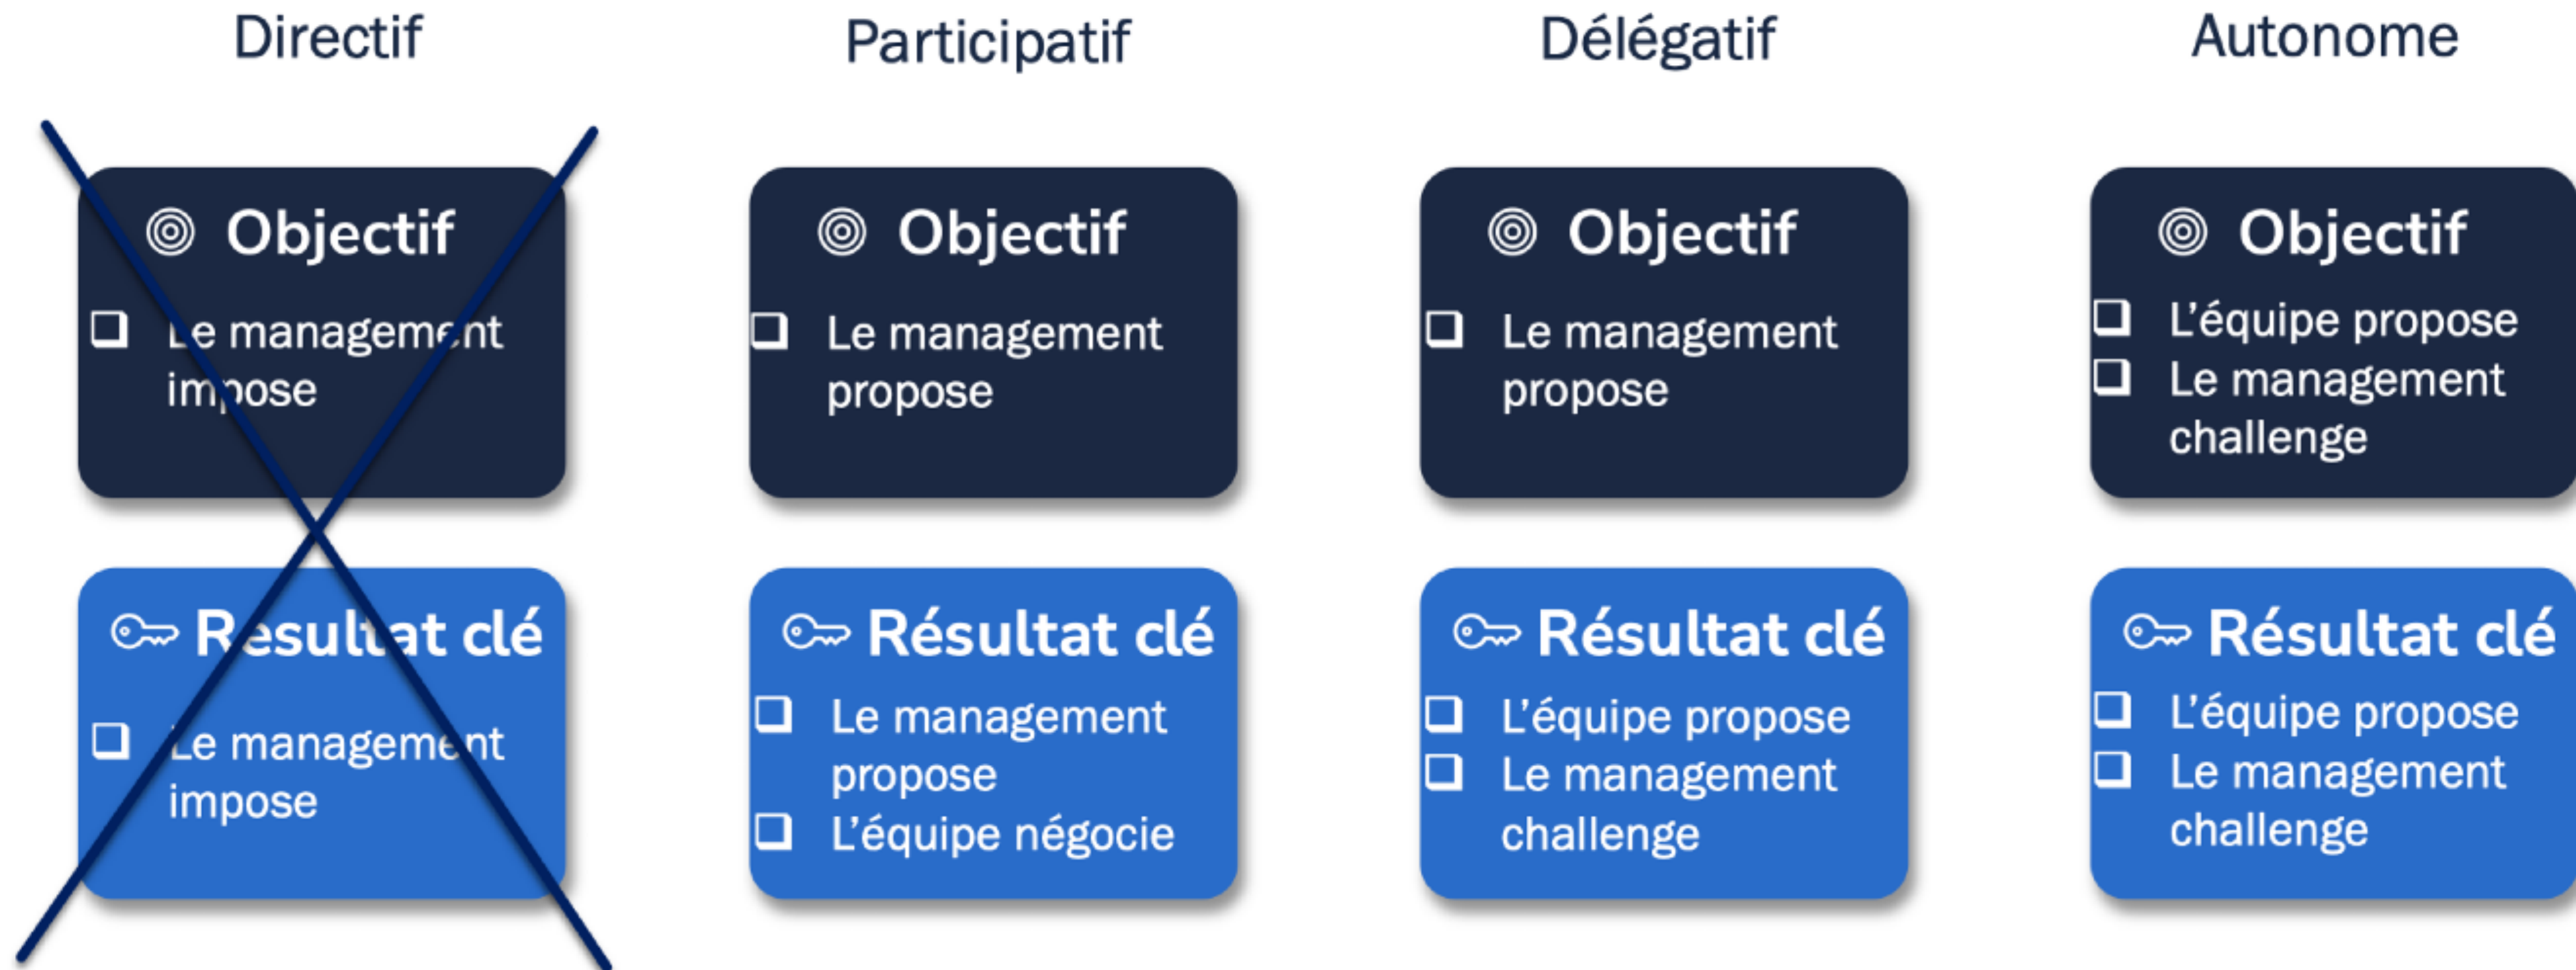 Directif
Objectif
Le management
impose
Résultat clé
Le management
impose
Participatif
Objectif
Le management
propose
Résultat clé
Le management
propose
L'équipe négocie
Délégatif
Objectif
Le management
propose
Résultat clé
L'équipe propose
Le management
challenge
Autonome
Objectif
L'équipe propose
Le management
challenge
Résultat clé
L'équipe propose
Le management
challenge